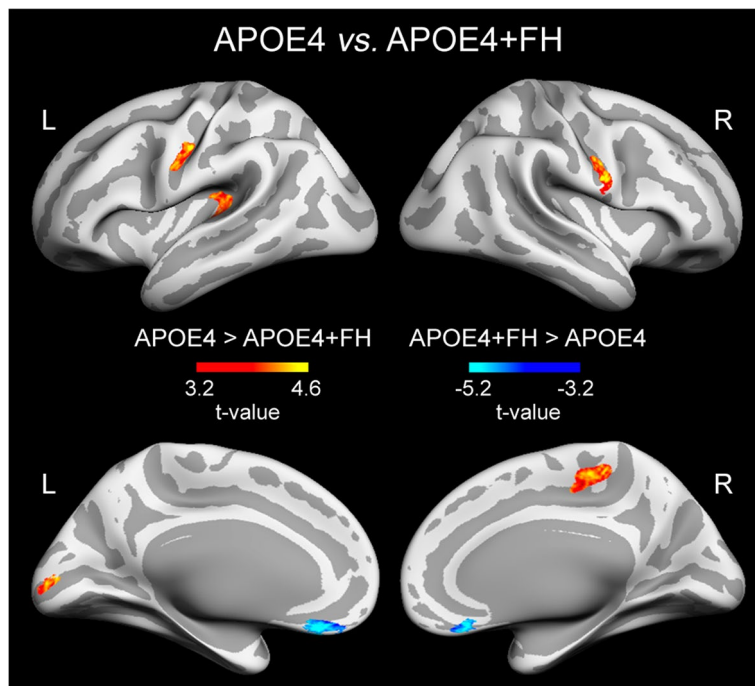 APOE4 vs. APOE4+FH
L
R
APOE4 > APOE4+FH
APOE4+FH > APOE4
3.2
4.6
-5.2
-3.2
t-value
t-value
L
R